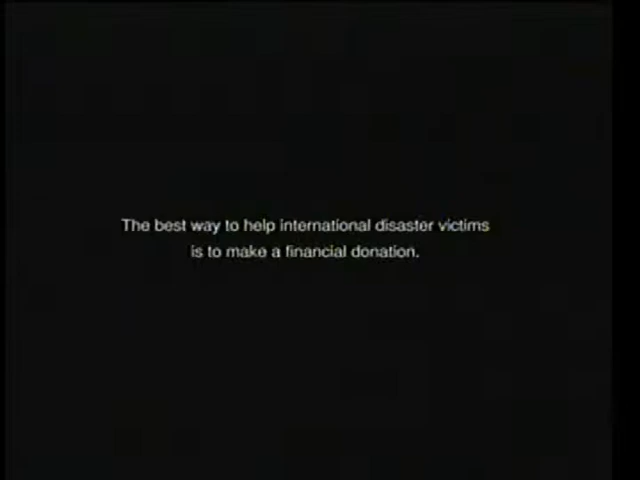 The best way to help international disaster victims
is to make a financial donation.